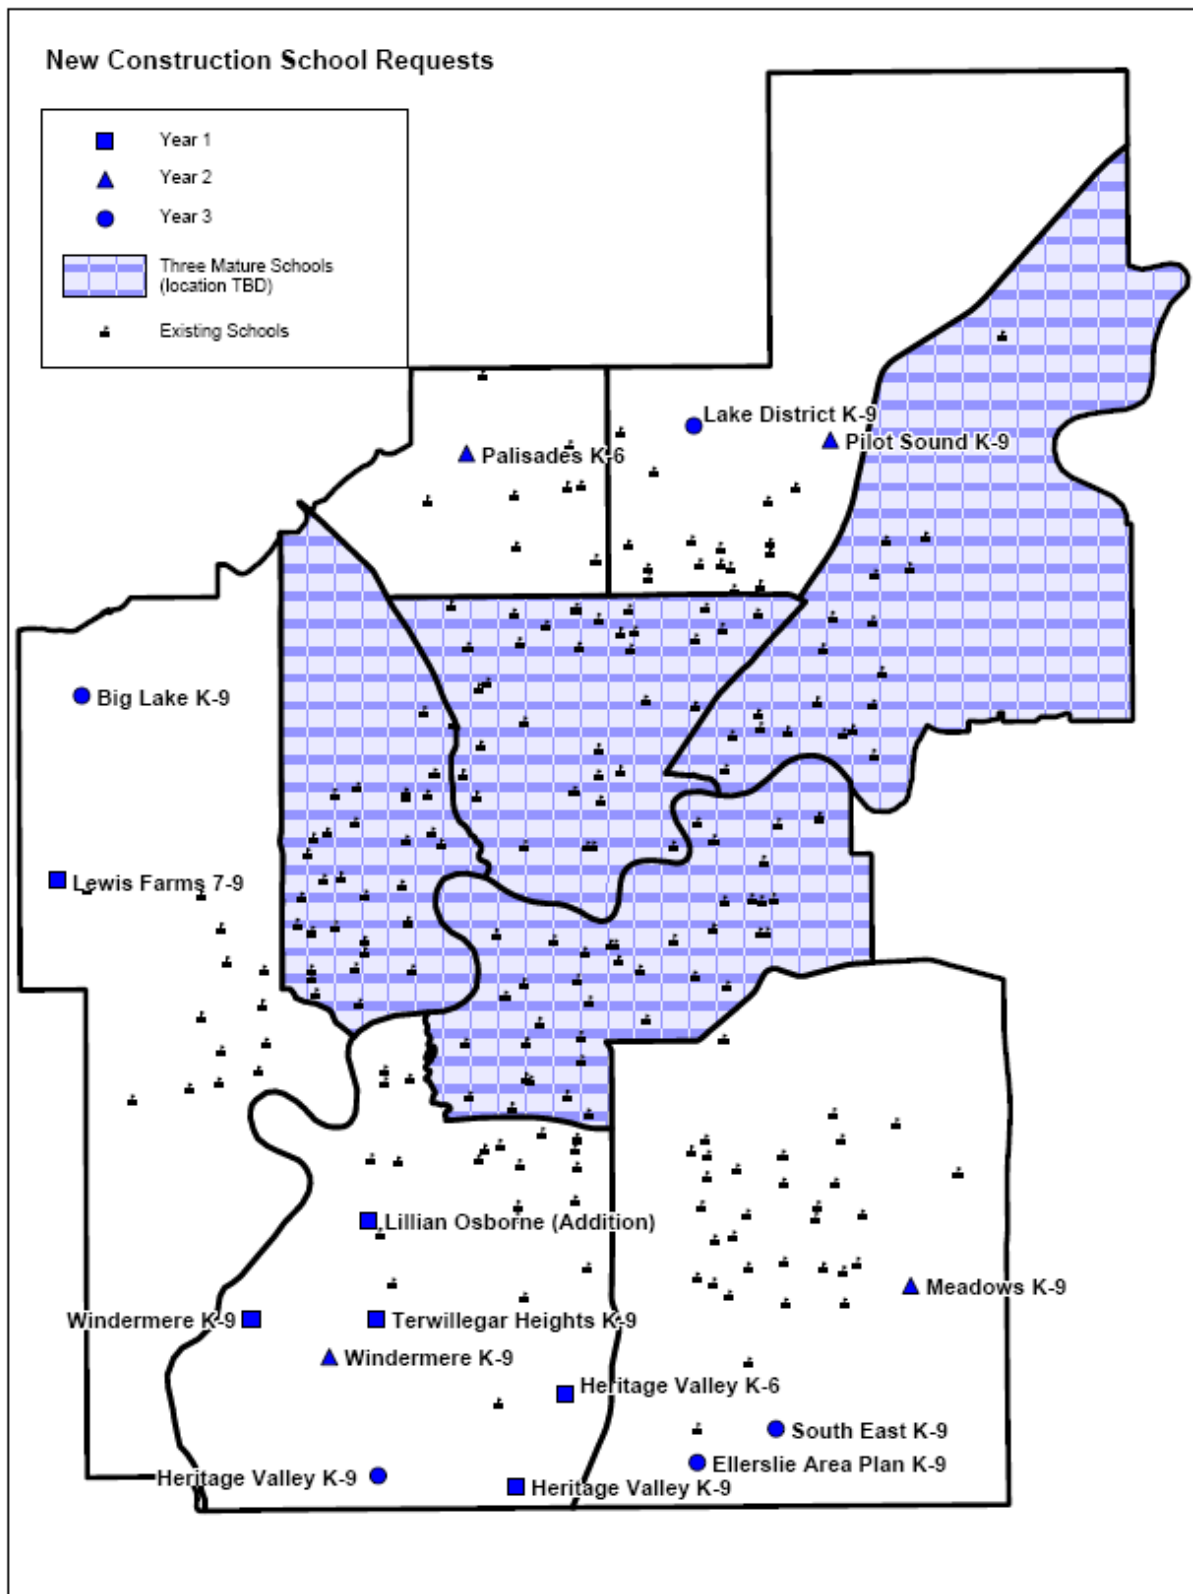 New Construction School Requests
Year 1
Year 2
Year 3
Three Mature Schools
(location TBD)
Existing Schools
Lake District K-9
Pilot Sound K-9
Palisades K-6
Big Lake K-9
Lewis Farms 7-9
Lillian Osborne (Addition)
Meadows K-9
Windermere K-9
Terwillegar Heights K-9
Windermere K-9
Heritage Valley K-6
South East K-9
Ellerslie Area Plan K-9
Heritage Valley K-9
Heritage Valley K-9